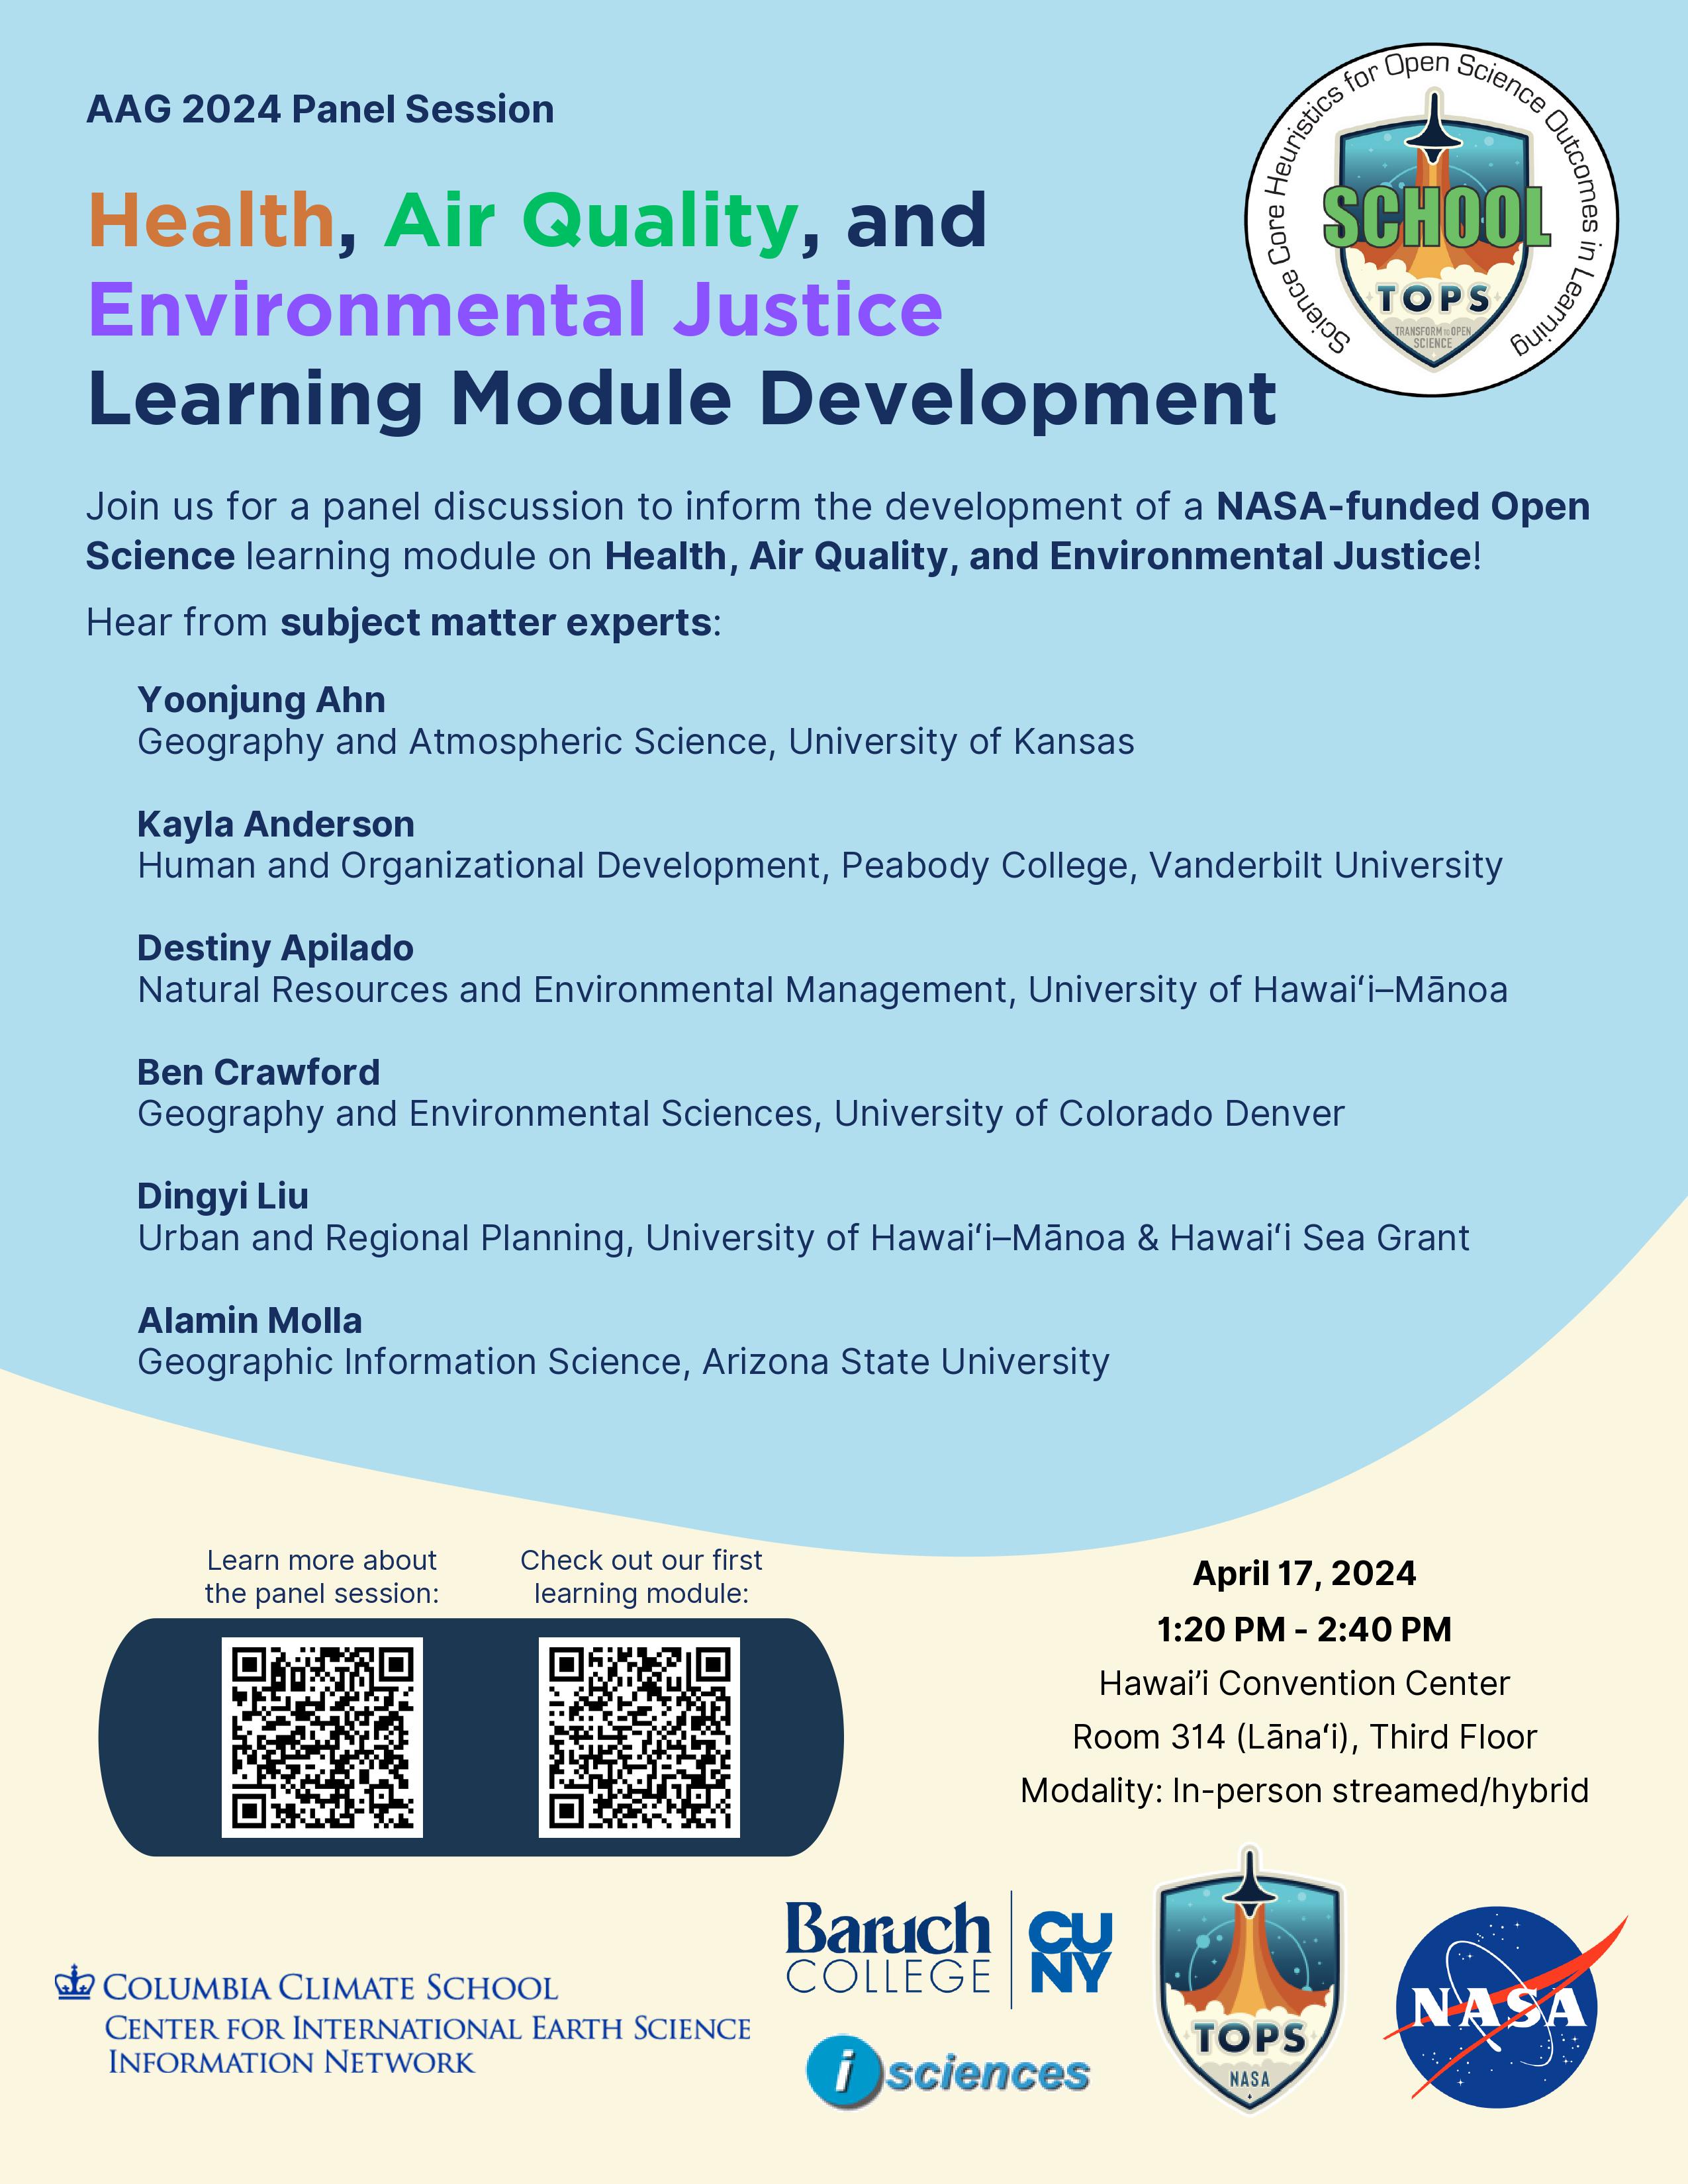 AAG 2024 Panel Session
Science Core Heuristics for Open Science Outcomes in Learning
SCHOOL
TOPS
TRANSFORM TO OPEN
SCIENCE
Health, Air Quality, and
Environmental Justice
Learning Module Development
Join us for a panel discussion to inform the development of a NASA-funded Open
Science learning module on Health, Air Quality, and Environmental Justice!
Hear from subject matter experts:
Yoonjung Ahn
Geography and Atmospheric Science, University of Kansas
Kayla Anderson
Human and Organizational Development, Peabody College, Vanderbilt University
Destiny Apilado
Natural Resources and Environmental Management, University of Hawaiʻi–Mānoa
Ben Crawford
Geography and Environmental Sciences, University of Colorado Denver
Dingyi Liu
Urban and Regional Planning, University of Hawaiʻi–Mānoa & Hawaiʻi Sea Grant
Alamin Molla
Geographic Information Science, Arizona State University
Learn more about
the panel session:
Check out our first
learning module:
April 17, 2024
1:20 PM - 2:40 PM
Hawai’i Convention Center
Room 314 (Lānaʻi), Third Floor
Modality: In-person streamed/hybrid
COLUMBIA CLIMATE SCHOOL
CENTER FOR INTERNATIONAL EARTH SCIENCE
INFORMATION NETWORK
Baruch
COLLEGE
CU
NY
i sciences
TOPS
NASA
NASA